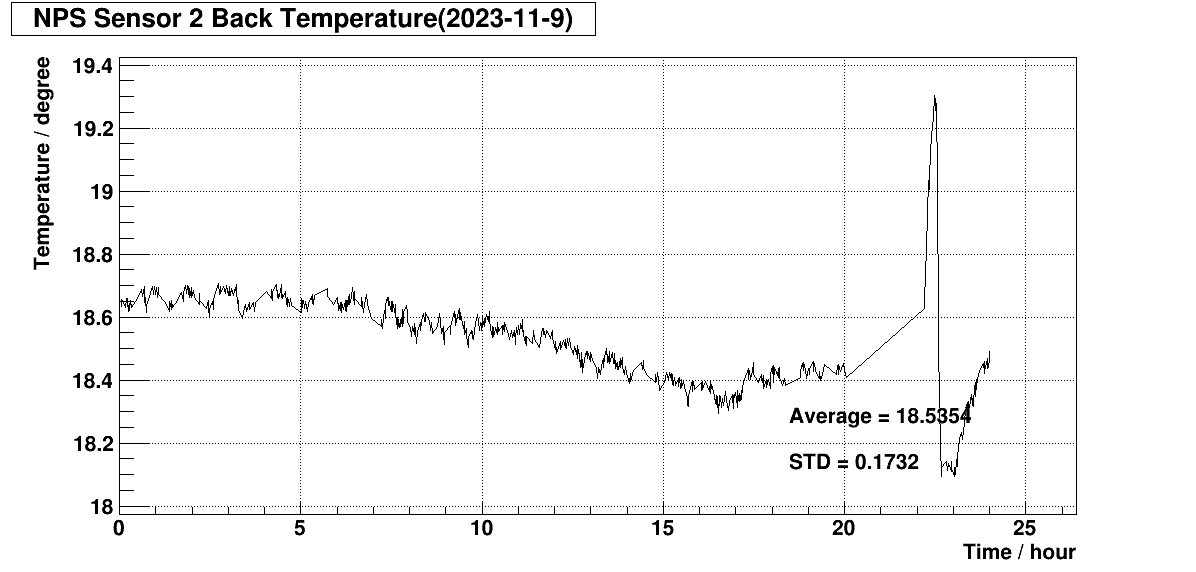 NPS Sensor 2 Back Temperature(2023-11-9)
Temperature / degree
19.4
19.2
19
18.8
18.6
18.4
18.2
18
Average = 18.5354
STD = 0.1732
0 5 10 15 20 25
Time / hour